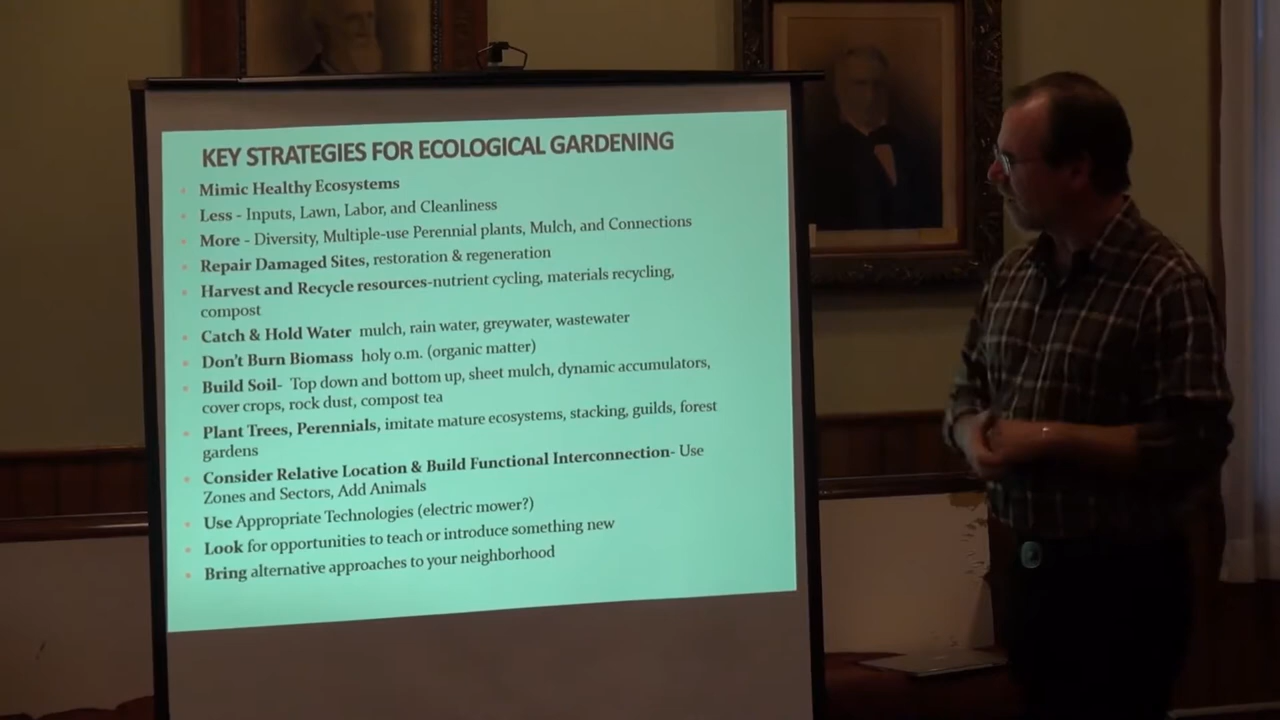 KEY STRATEGIES FOR ECOLOGICAL GARDENING
• Mimic Healthy Ecosystems
• Less - Inputs, Lawn, Labor, and Cleanliness
• More - Diversity, Multiple-use Perennial plants, Mulch, and Connections
• Repair Damaged Sites, restoration & regeneration
• Harvest and Recycle resources-nutrient cycling, materials recycling,
compost
• Catch & Hold Water mulch, rain water, greywater, wastewater
• Don't Burn Biomass holy o.m. (organic matter)
• Build Soil- Top down and bottom up, sheet mulch, dynamic accumulators,
cover crops, rock dust, compost tea
• Plant Trees, Perennials, imitate mature ecosystems, stacking, guilds, forest
gardens
• Consider Relative Location & Build Functional Interconnection- Use
Zones and Sectors, Add Animals
• Use Appropriate Technologies (electric mower?)
• Look for opportunities to teach or introduce something new
• Bring alternative approaches to your neighborhood